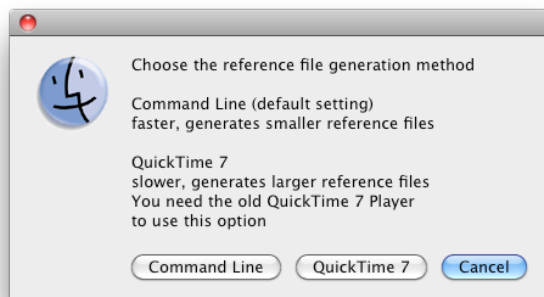 Choose the reference file generation method
Command Line (default setting)
faster, generates smaller reference files
QuickTime 7
slower, generates larger reference files
You need the old QuickTime 7 Player
to use this option
Command Line
QuickTime 7
Cancel